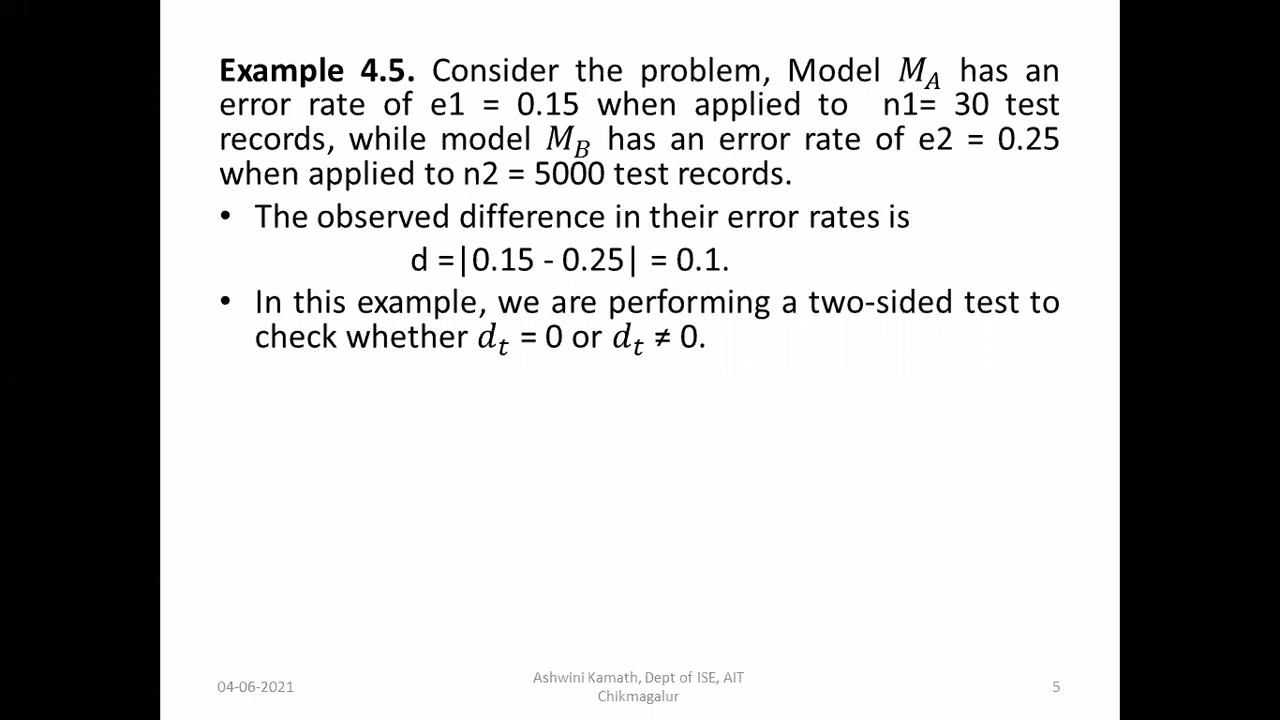 Example 4.5. Consider the problem, Model M_A has an
error rate of e1 = 0.15 when applied to n1= 30 test
records, while model M_B has an error rate of e2 = 0.25
when applied to n2 = 5000 test records.
• The observed difference in their error rates is
d =|0.15 - 0.25| = 0.1.
• In this example, we are performing a two-sided test to
check whether d_t = 0 or d_t ≠ 0.
04-06-2021
Ashwini Kamath, Dept of ISE, AIT
Chikmagalur
5